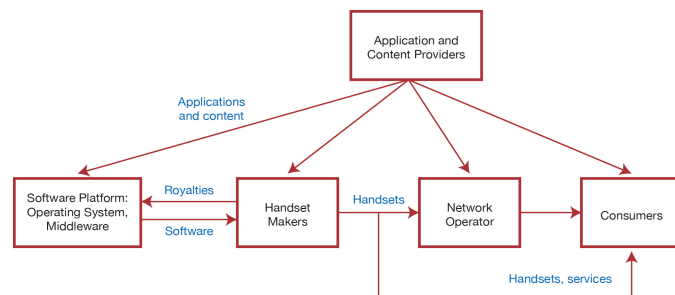 Application and
Content Providers
Applications
and content
Software Platform:
Operating System,
Middleware
Royalties
Software
Handset
Makers
Handsets
Network
Operator
Consumers
Handsets, services